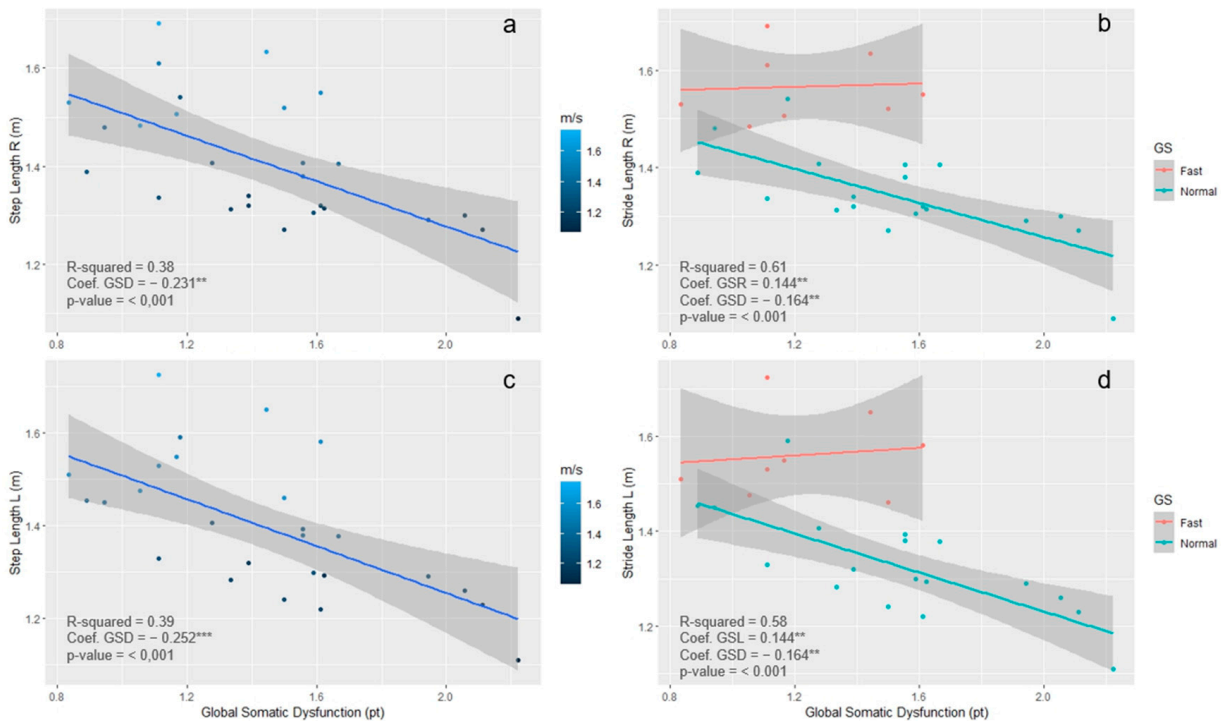 a
Step Length R (m)
1.6
1.4
1.2
R-squared = 0.38
Coef. GSD = − 0.231**
p-value = < 0,001
0.8 1.2 1.6 2.0
m/s
1.6
1.4
1.2
b
Stride Length R (m)
1.6
1.4
1.2
R-squared = 0.61
Coef. GSR = 0.144**
Coef. GSD = − 0.164**
p-value = < 0.001
0.8 1.2 1.6 2.0
GS
Fast
Normal
c
Step Length L (m)
1.6
1.4
1.2
R-squared = 0.39
Coef. GSD = − 0.252***
p-value = < 0,001
0.8 1.2 1.6 2.0
Global Somatic Dysfunction (pt)
m/s
1.6
1.4
1.2
d
Stride Length L (m)
1.6
1.4
1.2
R-squared = 0.58
Coef. GSL = 0.144**
Coef. GSD = − 0.164**
p-value = < 0.001
0.8 1.2 1.6 2.0
Global Somatic Dysfunction (pt)
GS
Fast
Normal